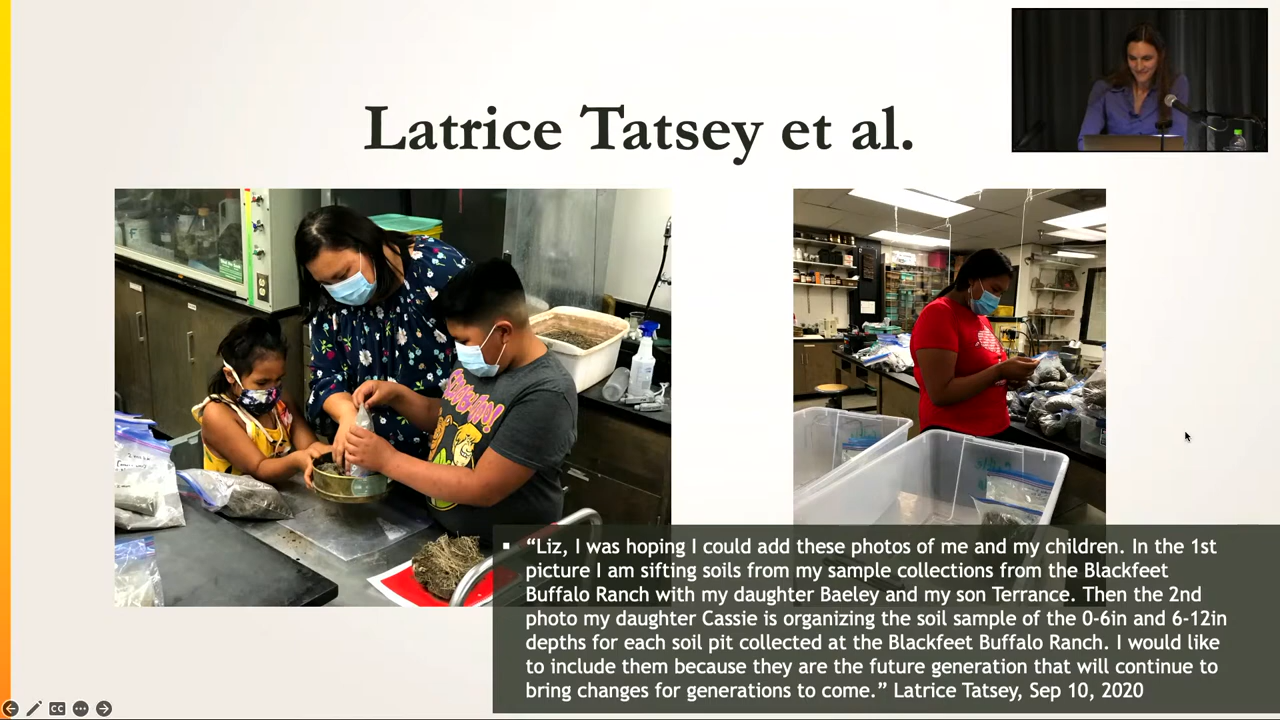 Latrice Tatsey et al.
“Liz, I was hoping I could add these photos of me and my children. In the 1st
picture I am sifting soils from my sample collections from the Blackfeet
Buffalo Ranch with my daughter Baeley and my son Terrance. Then the 2nd
photo my daughter Cassie is organizing the soil sample of the 0-6in and 6-12in
depths for each soil pit collected at the Blackfeet Buffalo Ranch. I would like
to include them because they are the future generation that will continue to
bring changes for generations to come.” Latrice Tatsey, Sep 10, 2020
CC